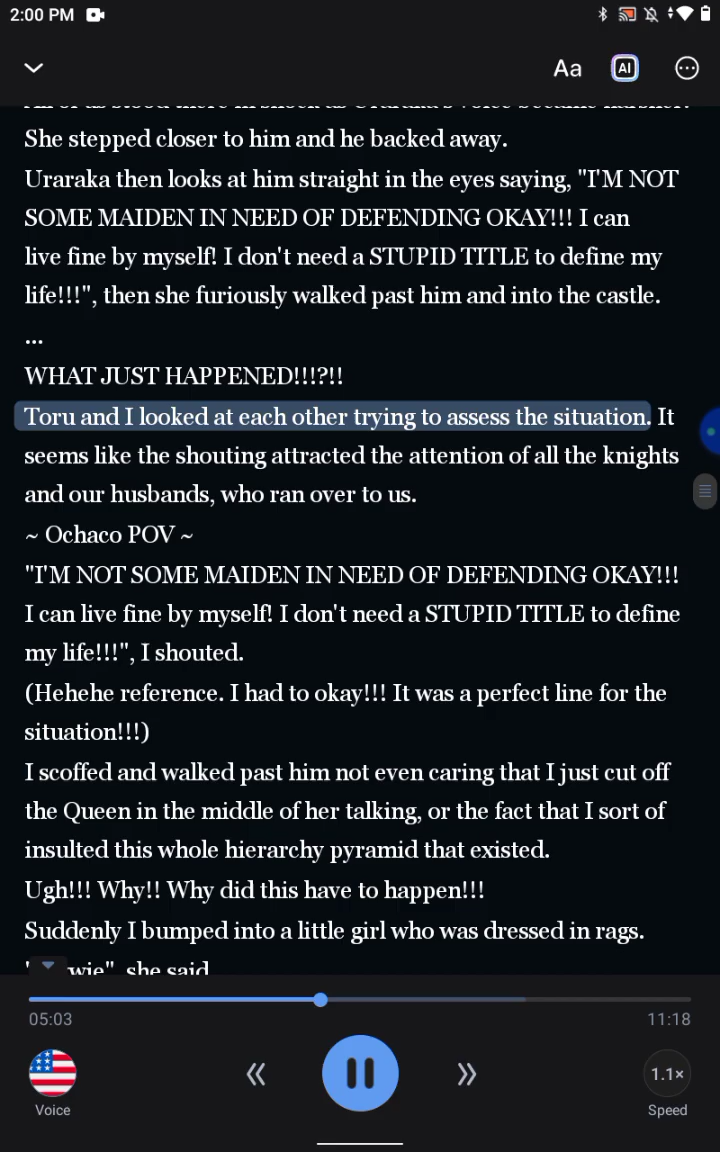 2:00 PM
Aa
AI
She stepped closer to him and he backed away.
Uraraka then looks at him straight in the eyes saying, "I'M NOT
SOME MAIDEN IN NEED OF DEFENDING OKAY!!! I can
live fine by myself! I don't need a STUPID TITLE to define my
life!!!", then she furiously walked past him and into the castle.
...
WHAT JUST HAPPENED!!!?!!
Toru and I looked at each other trying to assess the situation. It
seems like the shouting attracted the attention of all the knights
and our husbands, who ran over to us.
~ Ochaco POV ~
"I'M NOT SOME MAIDEN IN NEED OF DEFENDING OKAY!!!
I can live fine by myself! I don't need a STUPID TITLE to define
my life!!!", I shouted.
(Hehehe reference. I had to okay!!! It was a perfect line for the
situation!!!)
I scoffed and walked past him not even caring that I just cut off
the Queen in the middle of her talking, or the fact that I sort of
insulted this whole hierarchy pyramid that existed.
Ugh!!! Why!! Why did this have to happen!!!
Suddenly I bumped into a little girl who was dressed in rags.
wie", she said
05:03
11:18
1.1×
Voice
Speed